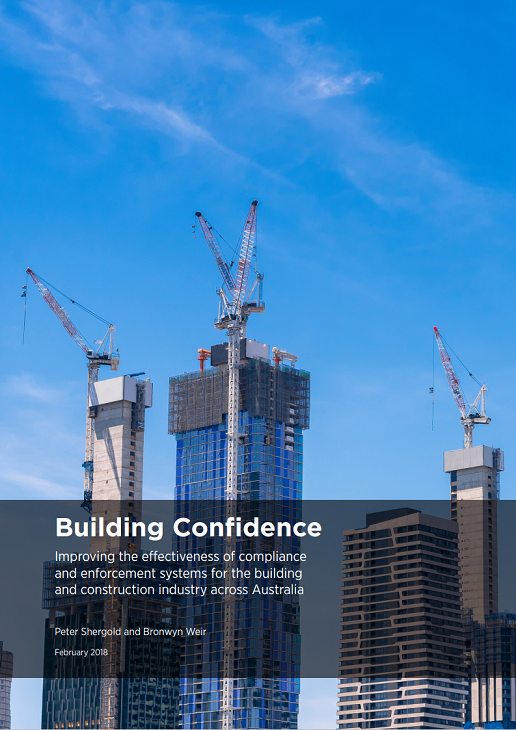 Building Confidence
Improving the effectiveness of compliance
and enforcement systems for the building
and construction industry across Australia
Peter Shergold and Bronwyn Weir
February 2018